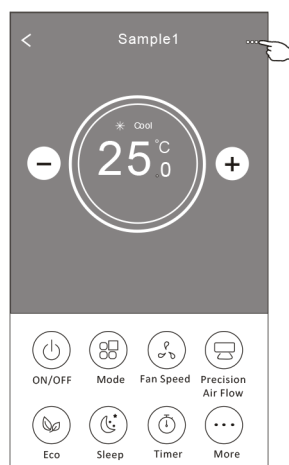 Sample1
Cool
25.0°C
ON/OFF
Mode
Fan Speed
Precision
Air Flow
Eco
Sleep
Timer
More